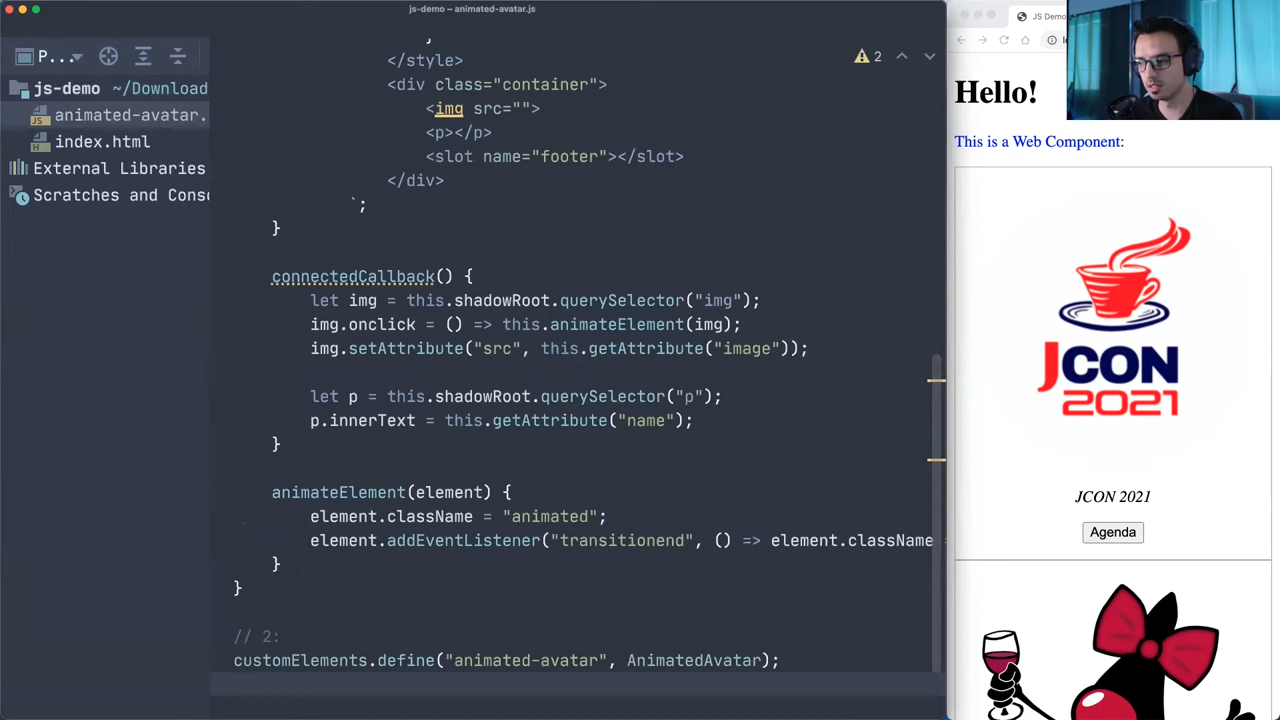 js-demo – animated-avatar.js
P...
js-demo ~/Download
animated-avatar.
index.html
External Libraries
Scratches and Conso
2
}
</style>
<div class="container">
<img src="">
<p></p>
<slot name="footer"></slot>
</div>
`;
}
connectedCallback() {
let img = this.shadowRoot.querySelector("img");
img.onclick = () => this.animateElement(img);
img.setAttribute("src", this.getAttribute("image"));
let p = this.shadowRoot.querySelector("p");
p.innerText = this.getAttribute("name");
}
animateElement(element) {
element.className = "animated";
element.addEventListener("transitionend", () => element.className =
}
}
// 2:
customElements.define("animated-avatar", AnimatedAvatar);
JS Demo
Hello!
This is a Web Component:
JCON
2021
JCON 2021
Agenda